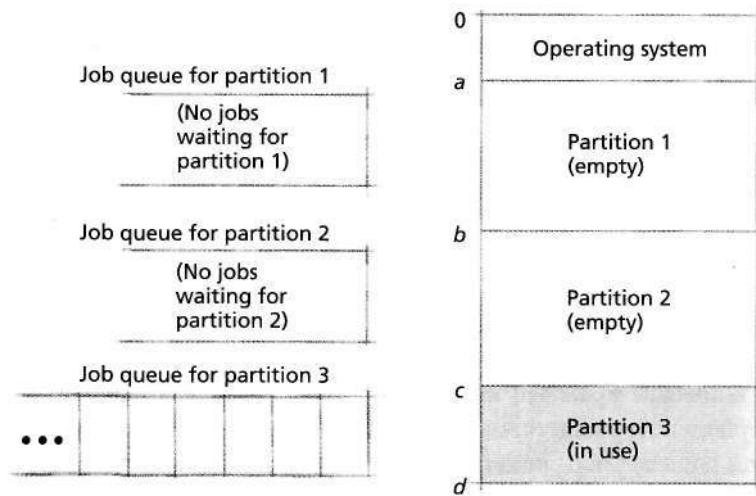 Job queue for partition 1
(No jobs
waiting for
partition 1)
Job queue for partition 2
(No jobs
waiting for
partition 2)
Job queue for partition 3
•••
0
Operating system
a
Partition 1
(empty)
b
Partition 2
(empty)
c
Partition 3
(in use)
d